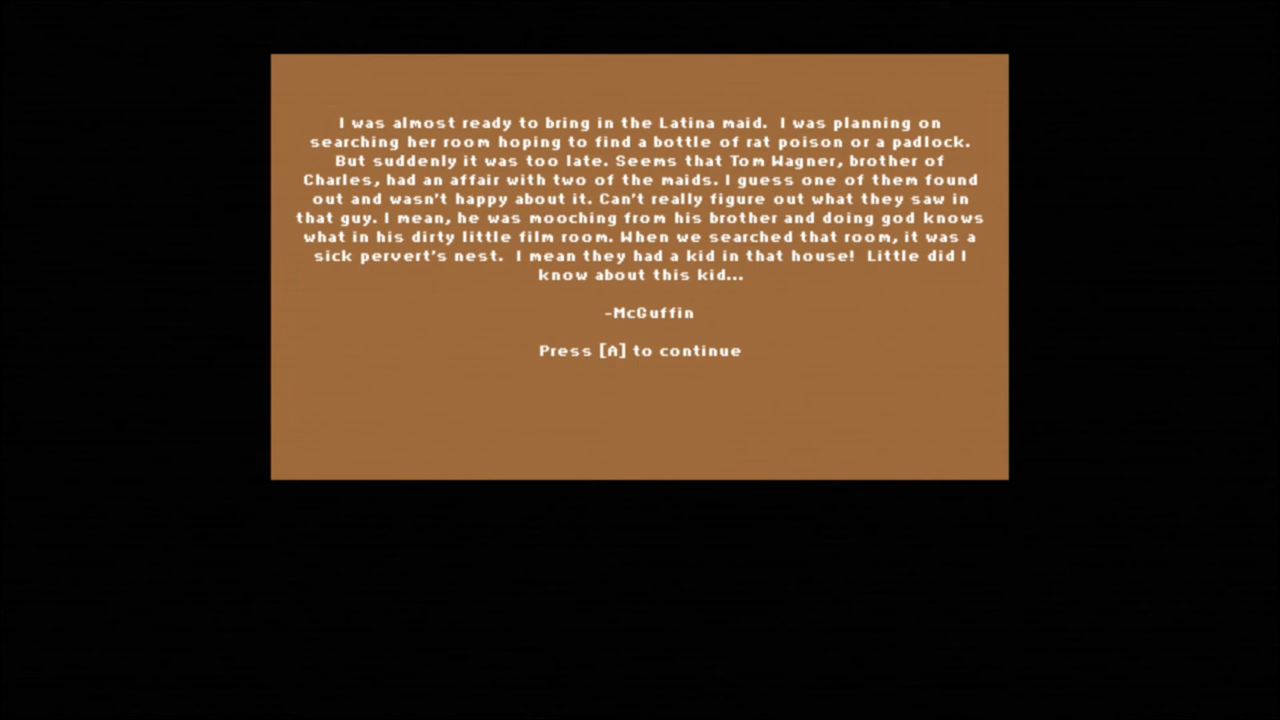 I was almost ready to bring in the Latina maid.  I was planning on
searching her room hoping to find a bottle of rat poison or a padlock.
But suddenly it was too late. Seems that Tom Wagner, brother of
Charles, had an affair with two of the maids. I guess one of them found
out and wasn't happy about it. Can't really figure out what they saw in
that guy. I mean, he was mooching from his brother and doing god knows
what in his dirty little film room. When we searched that room, it was a
sick pervert's nest.  I mean they had a kid in that house!  Little did I
know about this kid...
-McGuffin
Press [A] to continue